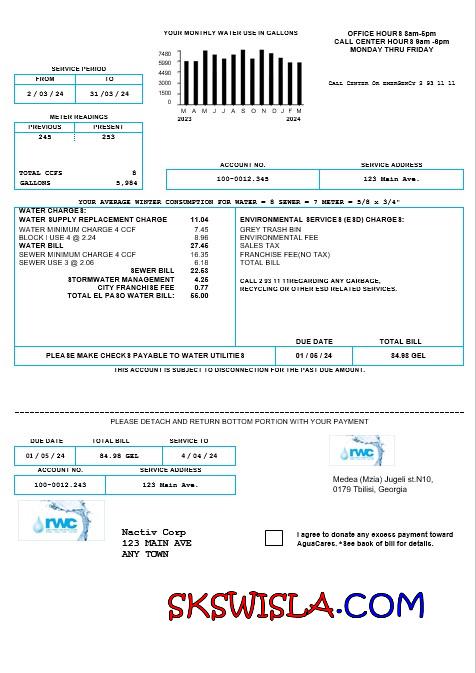 YOUR MONTHLY WATER USE IN GALLONS
OFFICE HOURS 8am-5pm
CALL CENTER HOURS 9am -6pm
MONDAY THRU FRIDAY
7480
5990
4490
3000
1500
0
M A M J J A S O N D J F M
2023 2024
CALL CENTER OR EMERGENCY 2 93 11 11
SERVICE PERIOD
FROM TO
2 / 03 / 24 31 /03 / 24
METER READINGS
PREVIOUS PRESENT
245 253
TOTAL CCFS 8
GALLONS 5,984
ACCOUNT NO. SERVICE ADDRESS
100-0012.345 123 Main Ave.
YOUR AVERAGE WINTER CONSUMPTION FOR WATER = 8 SEWER = 7 METER = 5/8 x 3/4"
WATER CHARGES:
WATER SUPPLY REPLACEMENT CHARGE 11.04
WATER MINIMUM CHARGE 4 CCF 7.45
BLOCK I USE 4 @ 2.24 8.96
WATER BILL 27.45
SEWER MINIMUM CHARGE 4 CCF 16.35
SEWER USE 3 @ 2.06 6.18
SEWER BILL 22.53
STORMWATER MANAGEMENT 4.25
CITY FRANCHISE FEE 0.77
TOTAL EL PASO WATER BILL: 55.00
ENVIRONMENTAL SERVICES (ESD) CHARGES:
GREY TRASH BIN
ENVIRONMENTAL FEE
SALES TAX
FRANCHISE FEE(NO TAX)
TOTAL BILL
CALL 2 93 11 11REGARDING ANY GARBAGE,
RECYCLING OR OTHER ESD RELATED SERVICES.
DUE DATE TOTAL BILL
PLEASE MAKE CHECKS PAYABLE TO WATER UTILITIES 01 / 05 / 24 84.98 GEL
THIS ACCOUNT IS SUBJECT TO DISCONNECTION FOR THE PAST DUE AMOUNT.
PLEASE DETACH AND RETURN BOTTOM PORTION WITH YOUR PAYMENT
DUE DATE TOTAL BILL SERVICE TO
01 / 05 / 24 84.98 GEL 4 / 04 / 24
ACCOUNT NO. SERVICE ADDRESS
100-0012.243 123 Main Ave.
rwc
Medea (Mzia) Jugeli st.N10,
0179 Tbilisi, Georgia
rwc
Nactiv Corp
123 MAIN AVE
ANY TOWN
I agree to donate any excess payment toward
AguaCares. *See back of bill for details.
SKSWISLA.COM